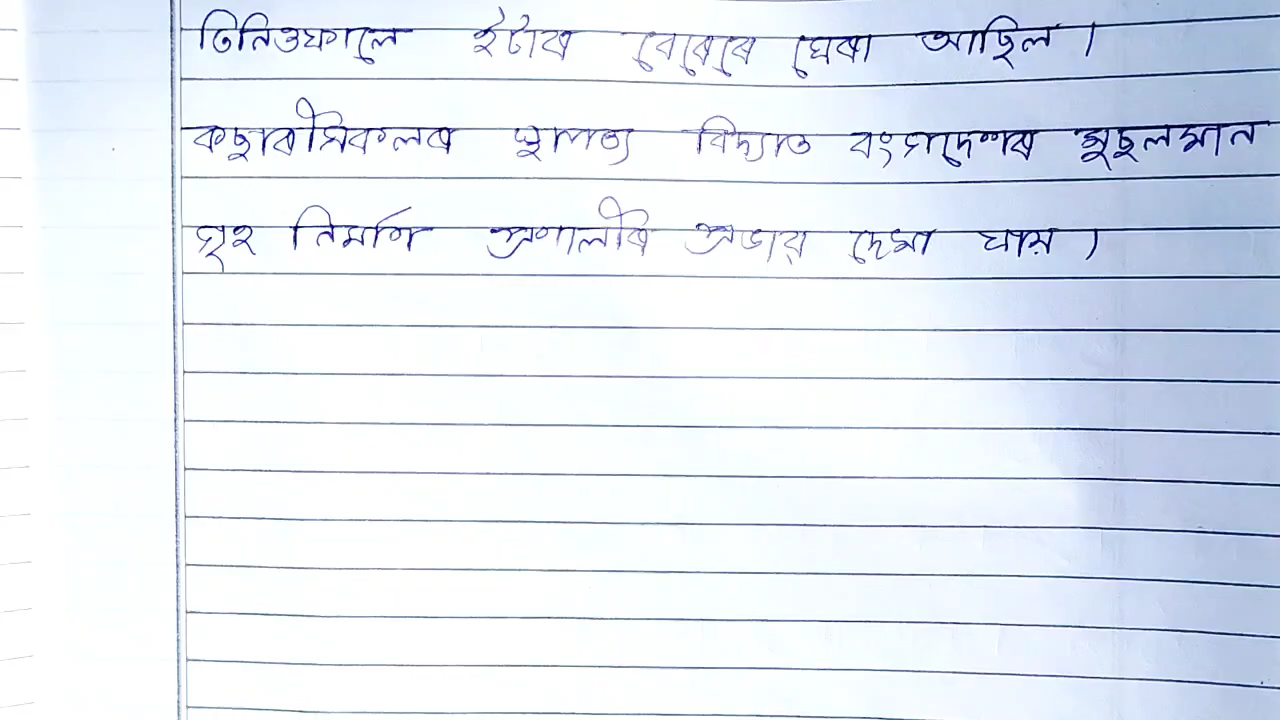 তিনিওফালে ইটাৰ বেৰেৰে ঘেৰা আছিল।
কছাৰীসকলৰ স্থাপত্য বিদ্যাত বংগদেশৰ মুছলমান
গৃহ নিৰ্মাণ প্ৰণালীৰ প্ৰভাৱ দেখা যায়।